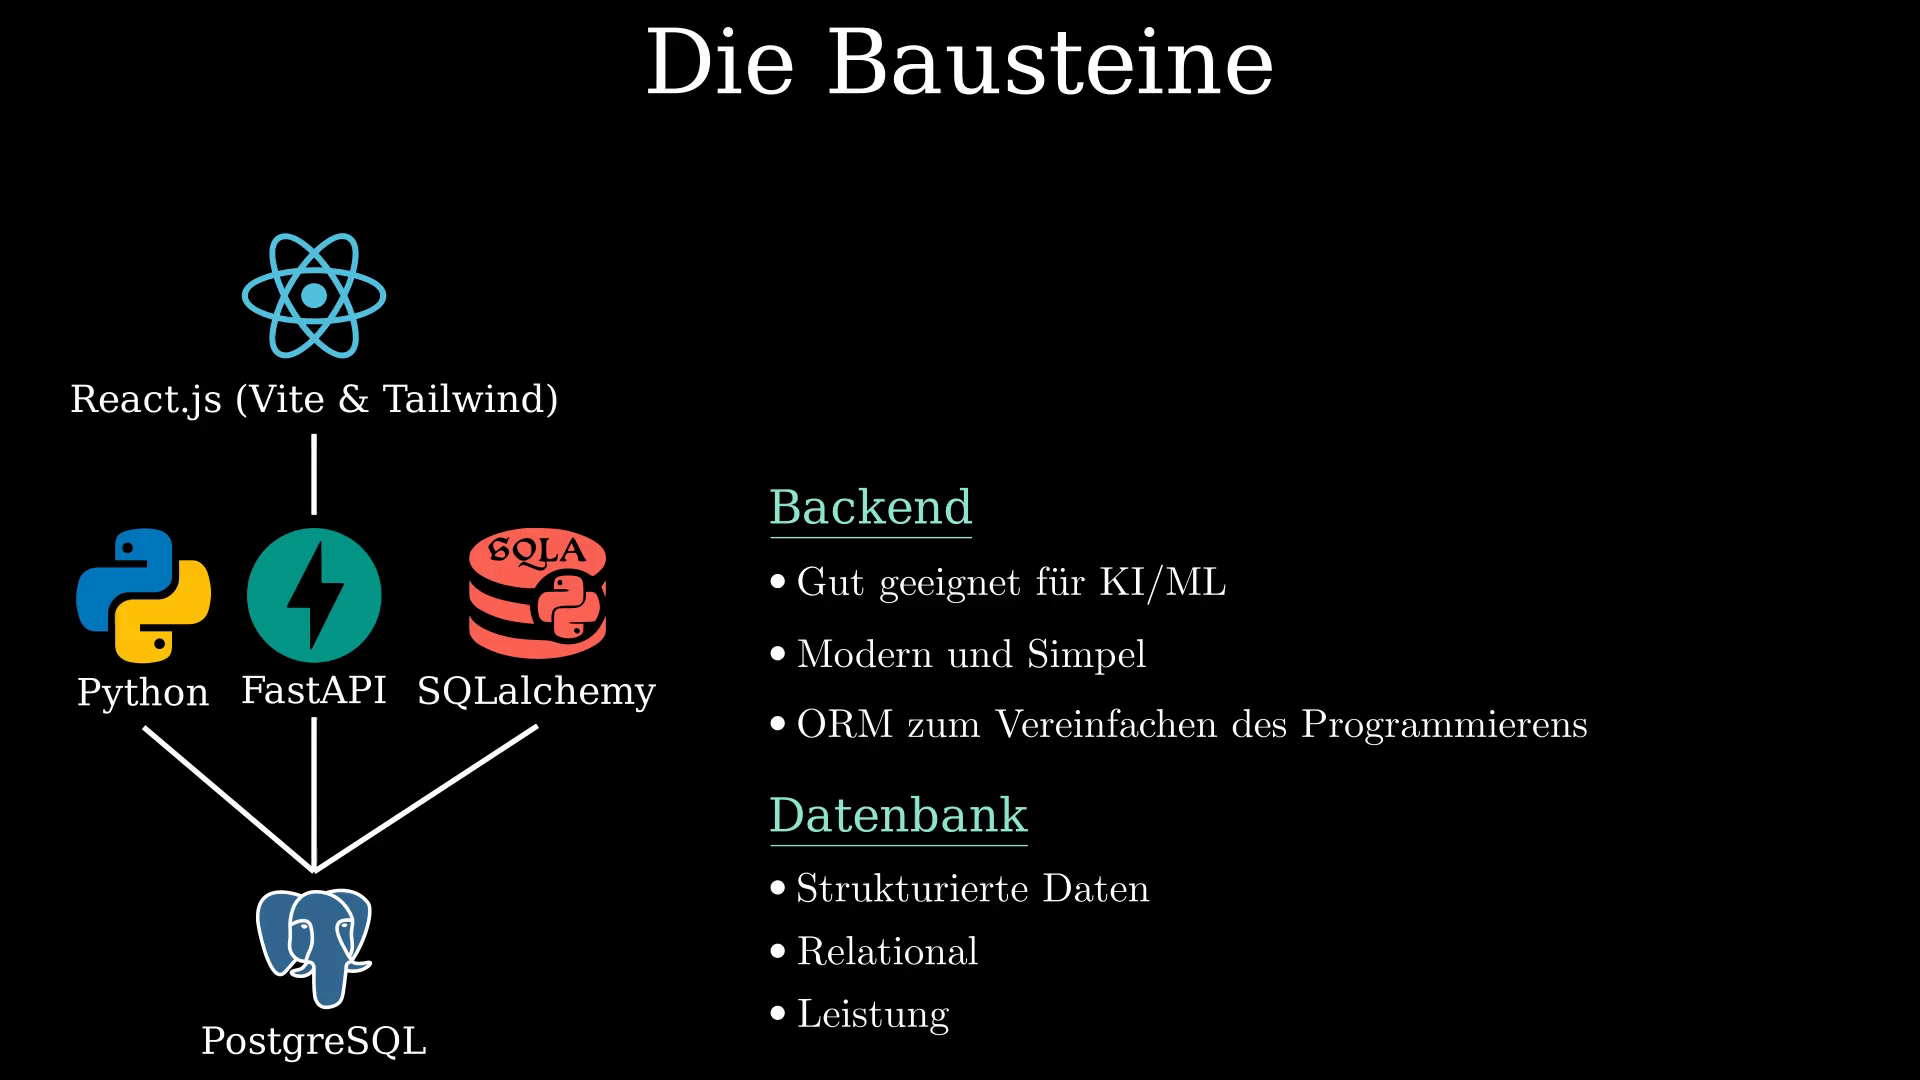 Die Bausteine
React.js (Vite & Tailwind)
SQLA
Python
FastAPI
SQLalchemy
PostgreSQL
Backend
• Gut geeignet für KI/ML
• Modern und Simpel
• ORM zum Vereinfachen des Programmierens
Datenbank
• Strukturierte Daten
• Relational
• Leistung